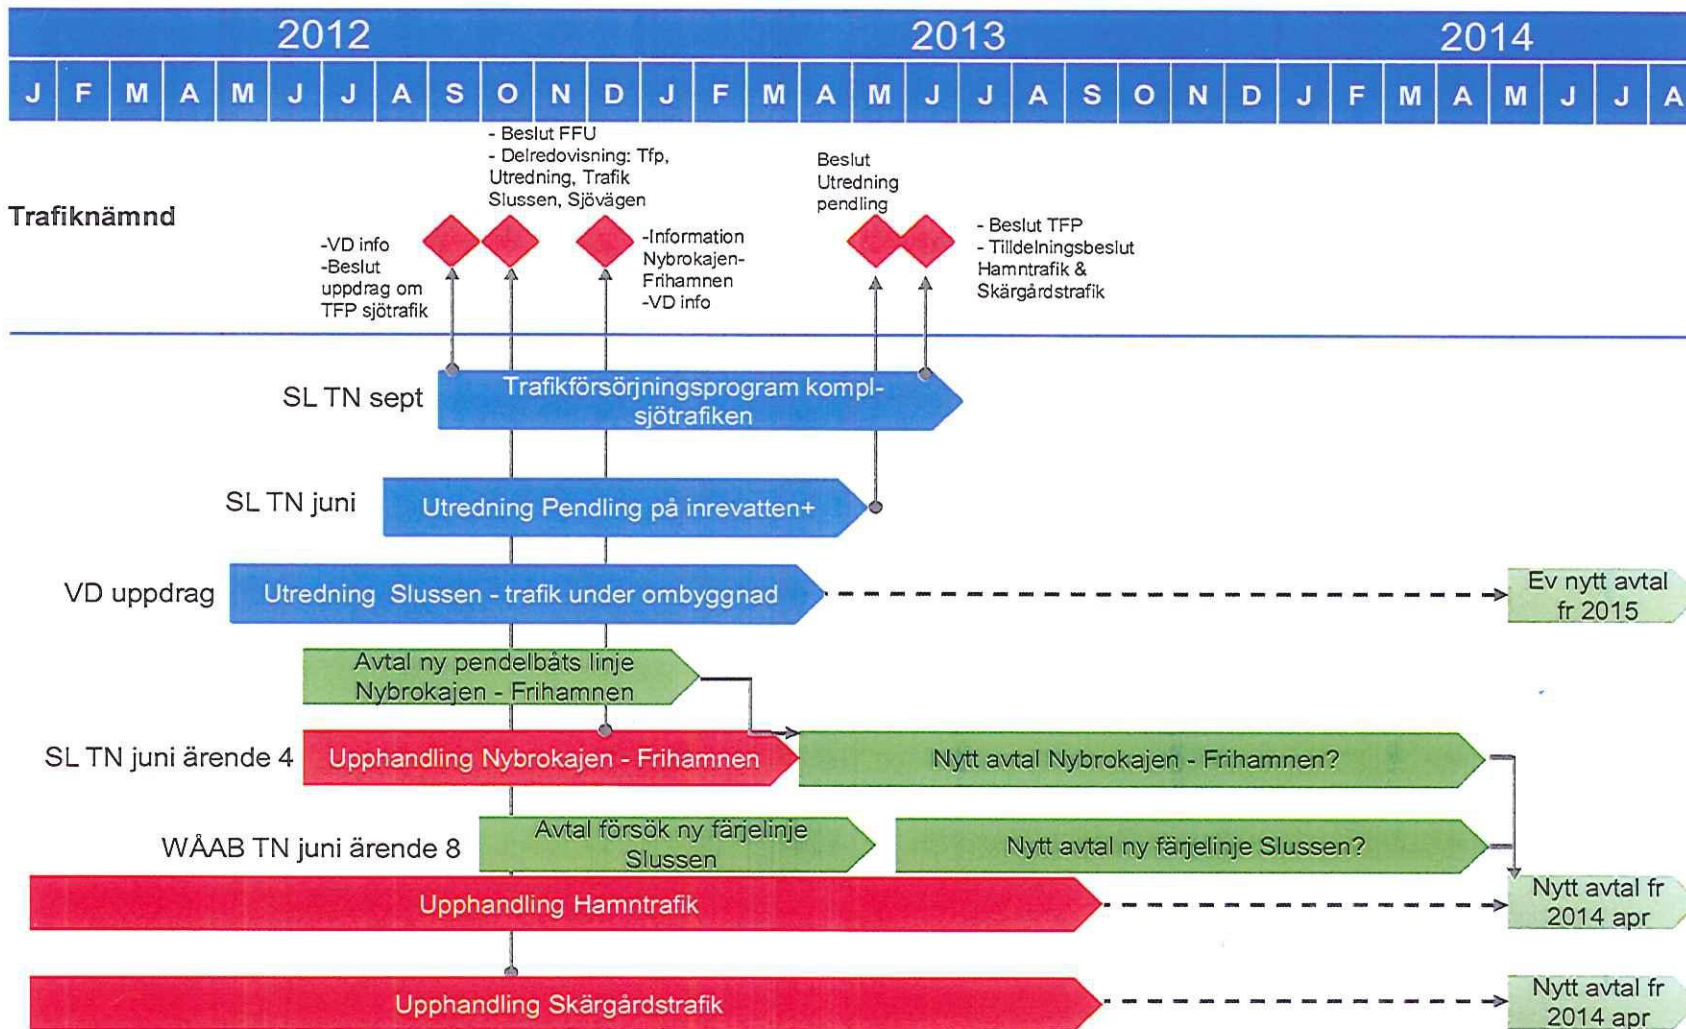 2012 2013 2014
J F M A M J J A S O N D J F M A M J J A S O N D J F M A M J J A
- Beslut FFU
- Delredovisning: Tfp,
Utredning, Trafik
Slussen, Sjövägen
Beslut
Utredning
pendling
Trafiknämnd
-VD info
-Beslut
uppdrag om
TFP sjötrafik
-Information
Nybrokajen-
Frihamnen
-VD info
- Beslut TFP
- Tilldelningsbeslut
Hamntrafik &
Skärgårdstrafik
SL TN sept
Trafikförsörjningsprogram kompl-
sjötrafiken
SL TN juni
Utredning Pendling på inrevatten+
VD uppdrag
Utredning Slussen - trafik under ombyggnad
Ev nytt avtal
fr 2015
Avtal ny pendelbåts linje
Nybrokajen - Frihamnen
SL TN juni ärende 4
Upphandling Nybrokajen - Frihamnen
Nytt avtal Nybrokajen - Frihamnen?
WÅAB TN juni ärende 8
Avtal försök ny färjelinje
Slussen
Nytt avtal ny färjelinje Slussen?
Upphandling Hamntrafik
Nytt avtal fr
2014 apr
Upphandling Skärgårdstrafik
Nytt avtal fr
2014 apr